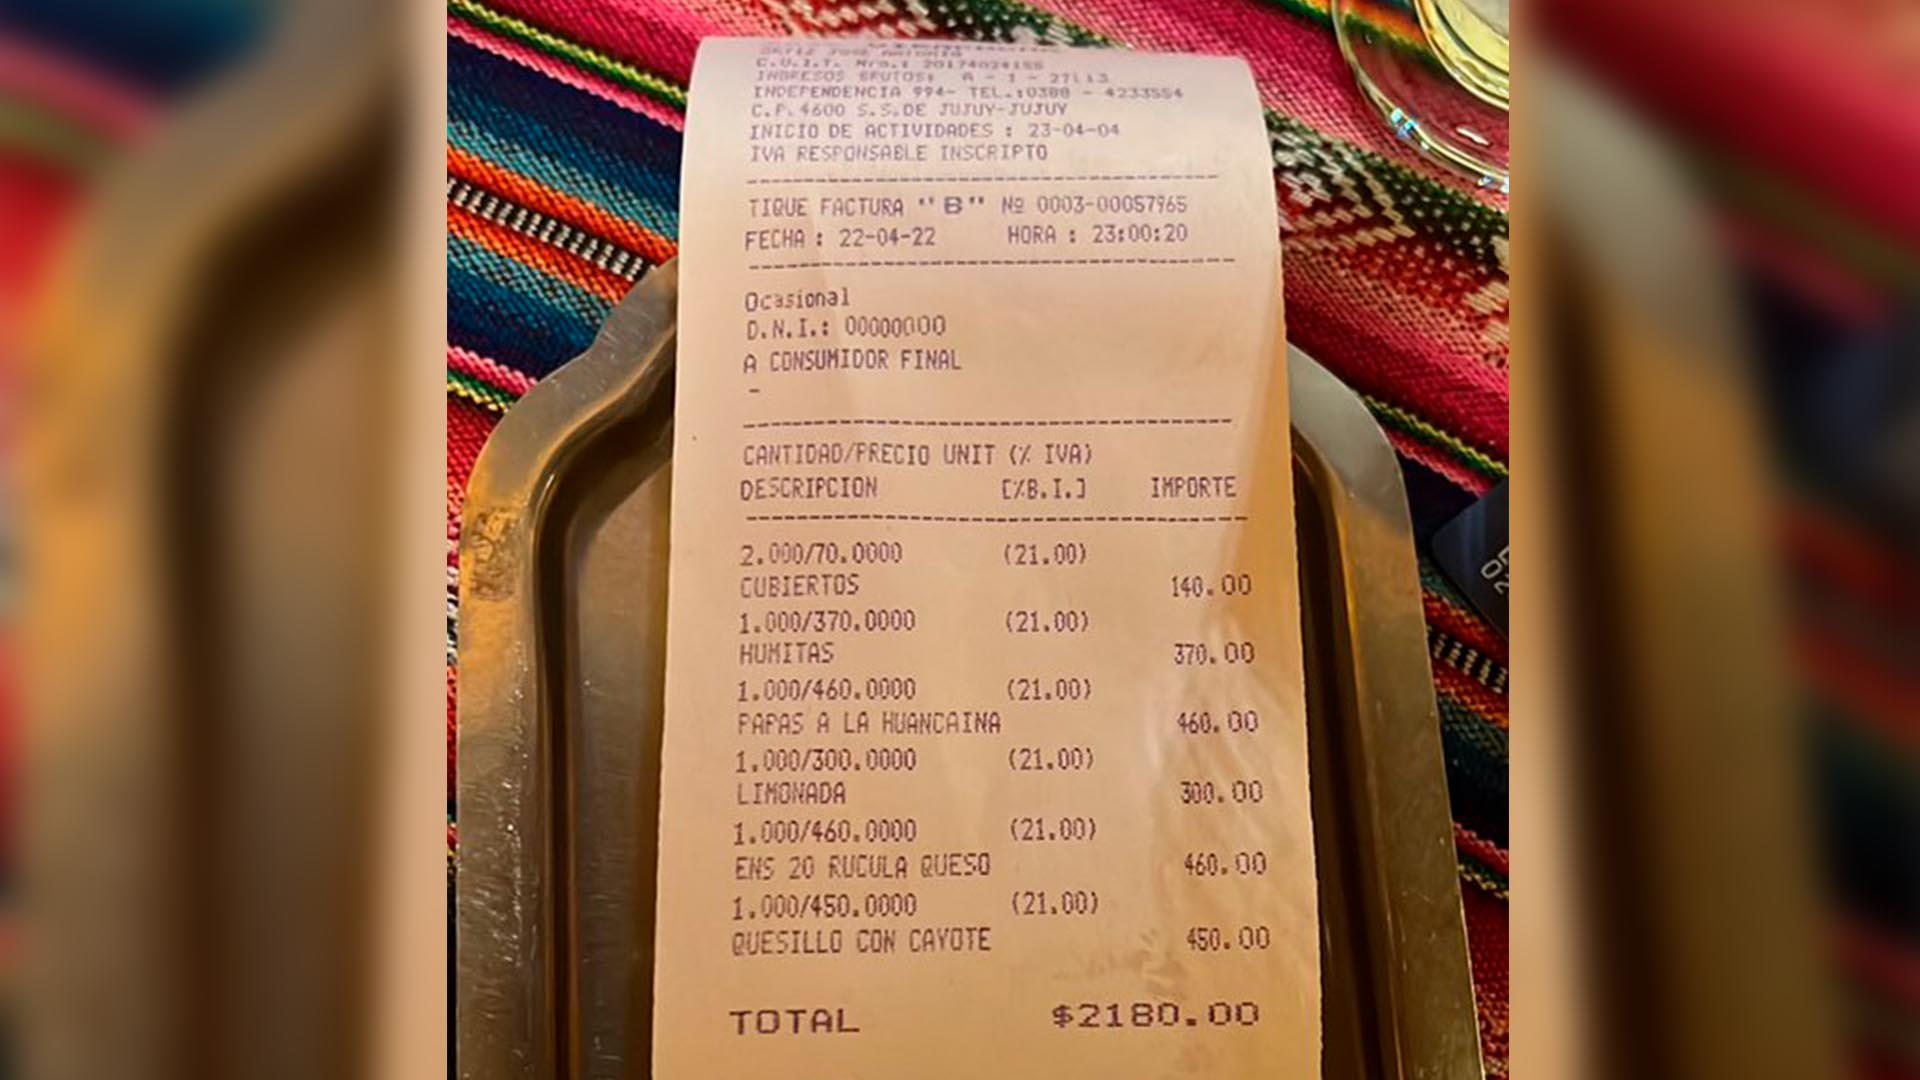 C.U.I.T. Nro.: 20174024155
INGRESOS BRUTOS: A - 1 - 27113
INDEPENDENCIA 994- TEL.:0388 - 4233554
C.P. 4600 S.S.DE JUJUY-JUJUY
INICIO DE ACTIVIDADES : 23-04-04
IVA RESPONSABLE INSCRIPTO
TIQUE FACTURA "B" Nº 0003-00057965
FECHA : 22-04-22 HORA : 23:00:20
Ocasional
D.N.I.: 00000000
A CONSUMIDOR FINAL
-
CANTIDAD/PRECIO UNIT (% IVA)
DESCRIPCION [%B.I.] IMPORTE
2.000/70.0000 (21.00)
CUBIERTOS 140.00
1.000/370.0000 (21.00)
HUMITAS 370.00
1.000/460.0000 (21.00)
PAPAS A LA HUANCAINA 460.00
1.000/300.0000 (21.00)
LIMONADA 300.00
1.000/460.0000 (21.00)
ENS 20 RUCULA QUESO 460.00
1.000/450.0000 (21.00)
QUESILLO CON CAYOTE 450.00
TOTAL $2180.00